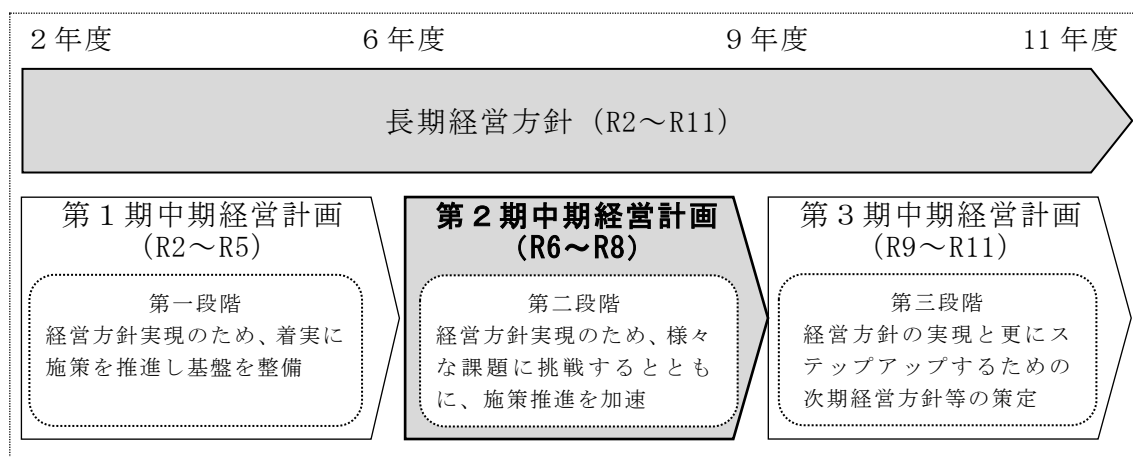 2年度 6年度 9年度 11年度
長期経営方針（R2～R11）
第1期中期経営計画
（R2～R5）
第一段階
経営方針実現のため、着実に
施策を推進し基盤を整備
第２期中期経営計画
（R6～R8）
第二段階
経営方針実現のため、様々
な課題に挑戦するととも
に、施策推進を加速
第3期中期経営計画
（R9～R11）
第三段階
経営方針の実現と更にス
テップアップするための
次期経営方針等の策定